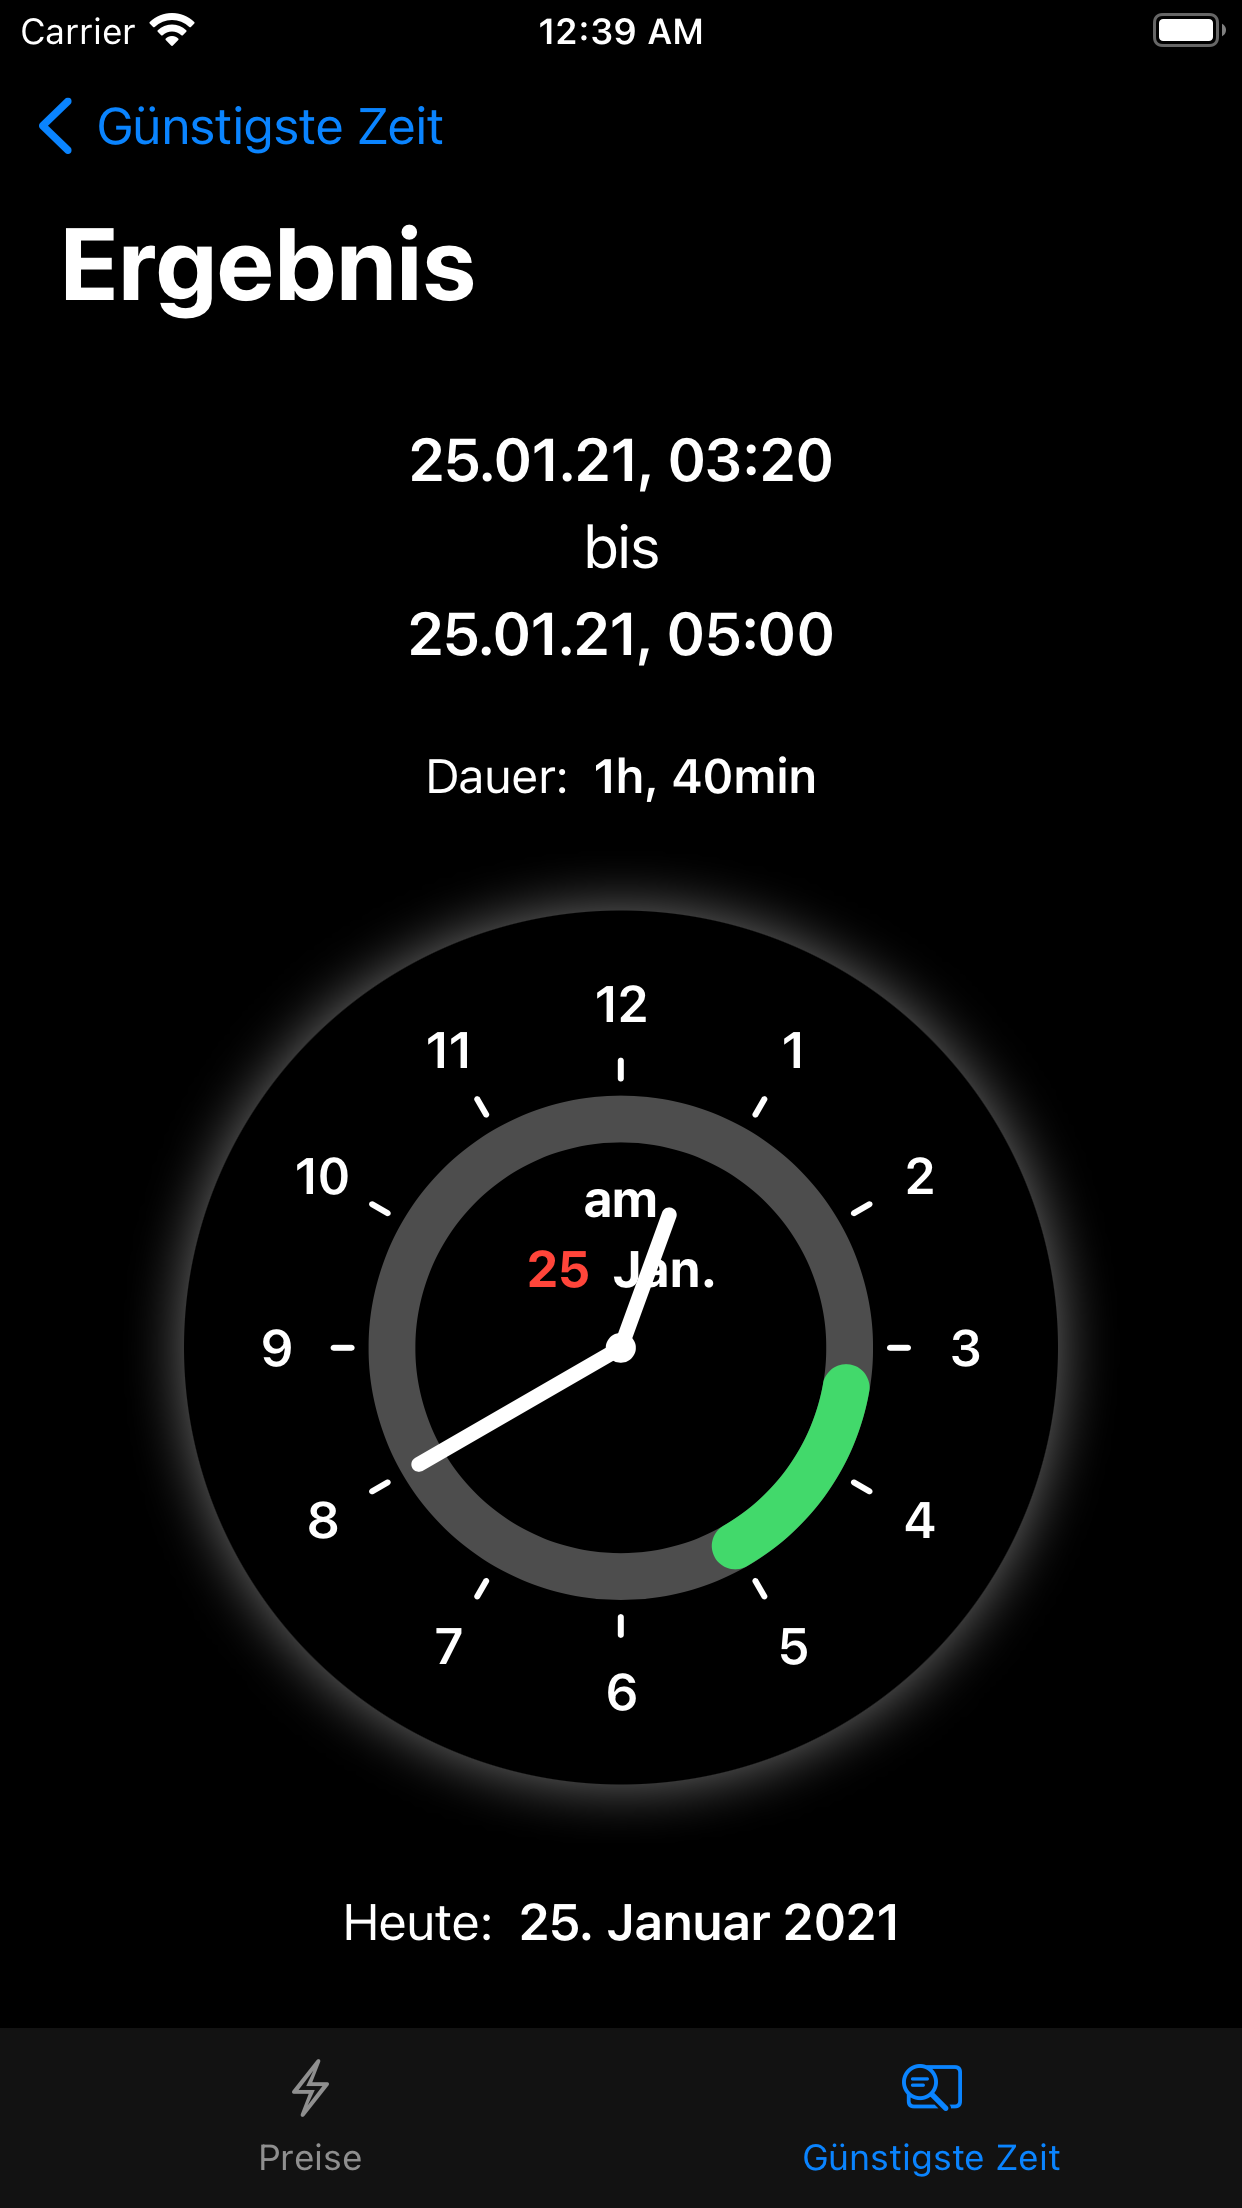 Carrier 12:39 AM
Günstigste Zeit
Ergebnis
25.01.21, 03:20
bis
25.01.21, 05:00
Dauer: 1h, 40min
12
11 1
10 2
am
25 Jan.
9 3
8 4
7 5
6
Heute: 25. Januar 2021
Preise Günstigste Zeit